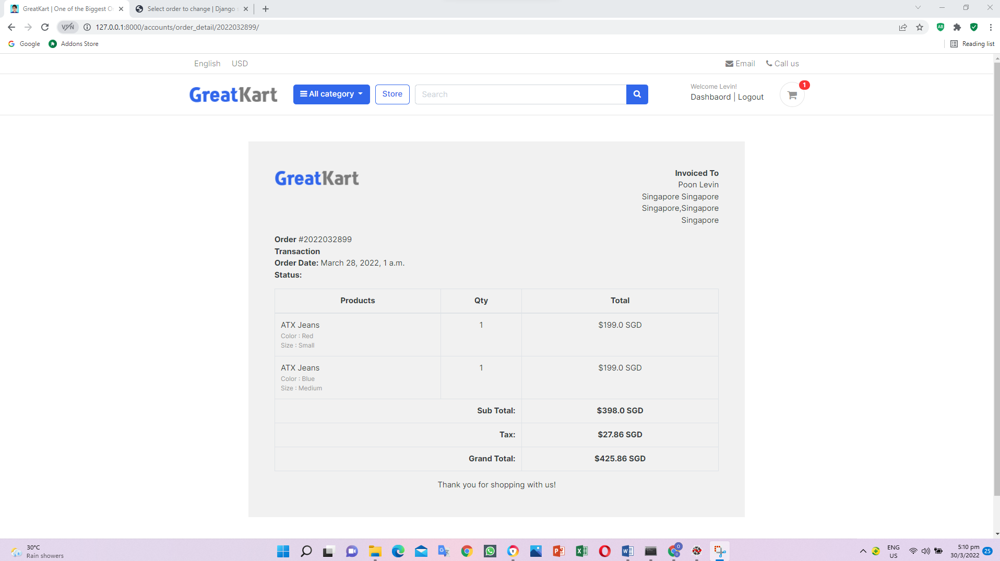 GreatKart | One of the Biggest O
Select order to change | Django s
VPN
127.0.0.1:8000/accounts/order_detail/2022032899/
Google
Addons Store
Reading list
English USD
Email Call us
GreatKart
All category
Store
Search
Welcome Levin!
Dashbaord | Logout
1
GreatKart
Invoiced To
Poon Levin
Singapore Singapore
Singapore,Singapore
Singapore
Order #2022032899
Transaction
Order Date: March 28, 2022, 1 a.m.
Status:
Products Qty Total
ATX Jeans 1 $199.0 SGD
Color : Red
Size : Small
ATX Jeans 1 $199.0 SGD
Color : Blue
Size : Medium
Sub Total: $398.0 SGD
Tax: $27.86 SGD
Grand Total: $425.86 SGD
Thank you for shopping with us!
30°C
Rain showers
ENG
US
5:10 pm
30/3/2022
25